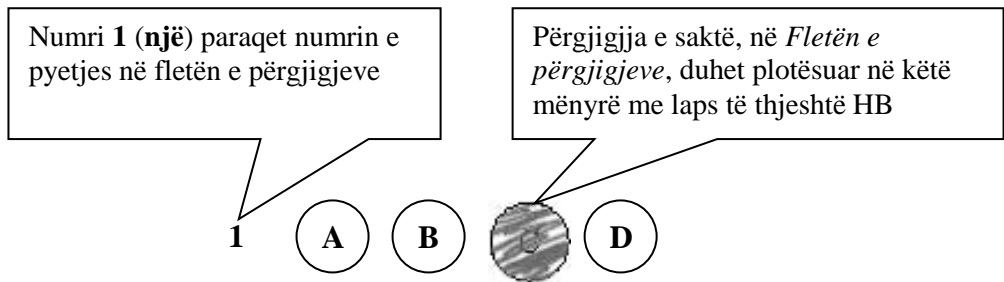 Numri 1 (një) paraqet numrin e
pyetjes në fletën e përgjigjeve
Përgjigjja e saktë, në Fletën e
përgjigjeve, duhet plotësuar në këtë
mënyrë me laps të thjeshtë HB
1 A B D